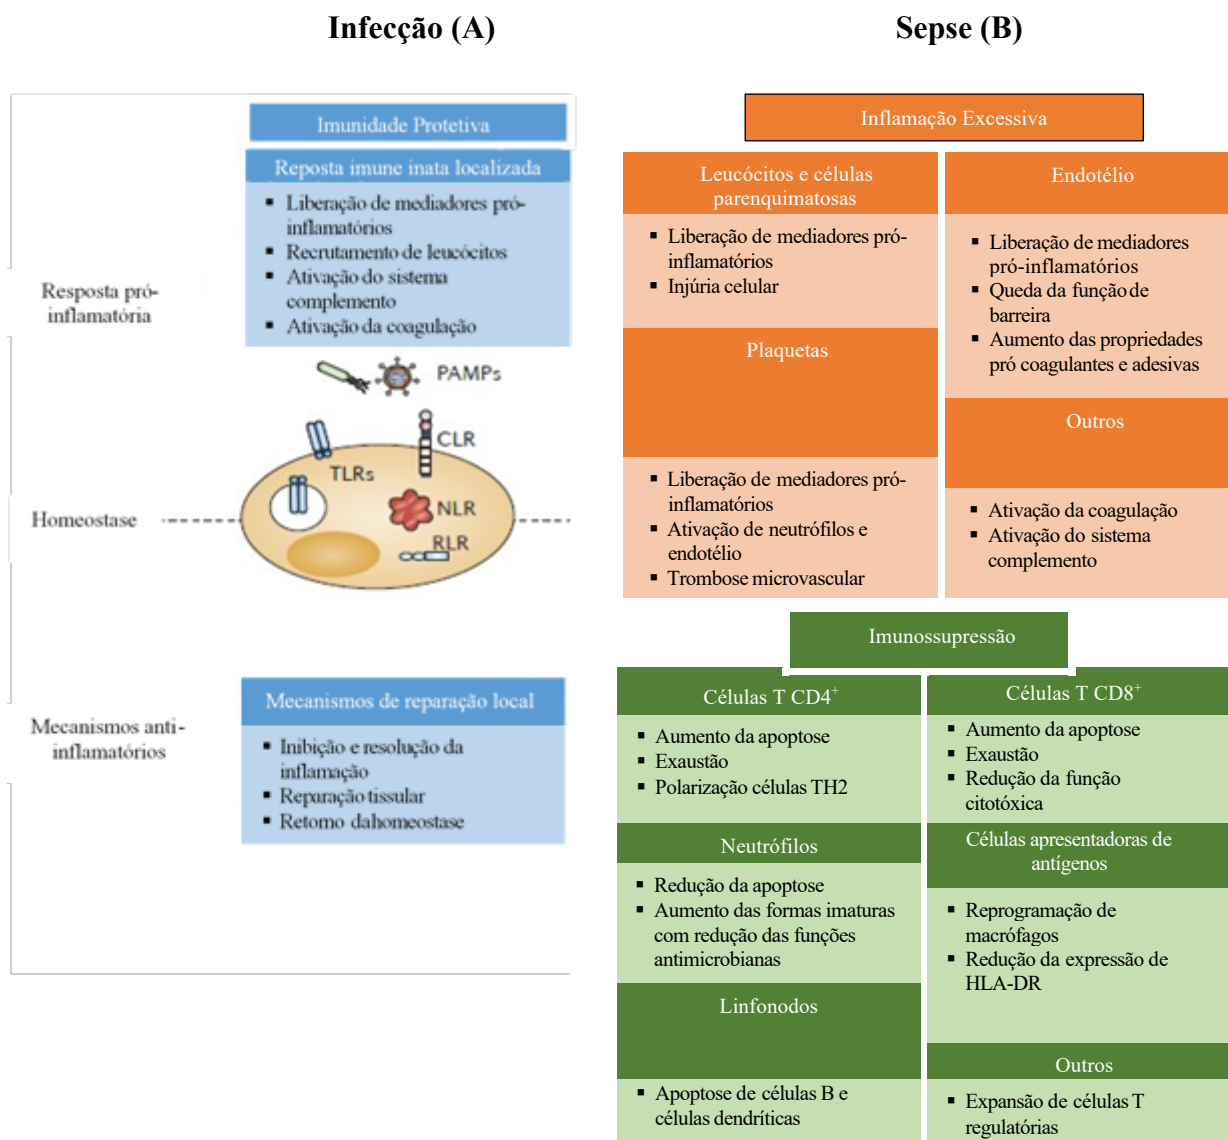 Infecção (A)
Sepse (B)
Imunidade Protetiva
Reposta imune inata localizada
▪ Liberação de mediadores pró-
inflamatórios
▪ Recrutamento de leucócitos
▪ Ativação do sistema
complemento
▪ Ativação da coagulação
Resposta pró-
inflamatória
PAMPs
CLR
TLRs
NLR
RLR
Homeostase
Mecanismos anti-
inflamatórios
Mecanismos de reparação local
▪ Inibição e resolução da
inflamação
▪ Reparação tissular
▪ Retorno dahomeostase
Inflamação Excessiva
Leucócitos e células
parenquimatosas
▪ Liberação de mediadores pró-
inflamatórios
▪ Injúria celular
Plaquetas
▪ Liberação de mediadores pró-
inflamatórios
▪ Ativação de neutrófilos e
endotélio
▪ Trombose microvascular
Endotélio
▪ Liberação de mediadores
pró-inflamatórios
▪ Queda da função de
barreira
▪ Aumento das propriedades
pró coagulantes e adesivas
Outros
▪ Ativação da coagulação
▪ Ativação do sistema
complemento
Imunossupressão
Células T CD4+
▪ Aumento da apoptose
▪ Exaustão
▪ Polarização células TH2
Neutrófilos
▪ Redução da apoptose
▪ Aumento das formas imaturas
com redução das funções
antimicrobianas
Linfonodos
▪ Apoptose de células B e
células dendríticas
Células T CD8+
▪ Aumento da apoptose
▪ Exaustão
▪ Redução da função
citotóxica
Células apresentadoras de
antígenos
▪ Reprogramação de
macrófagos
▪ Redução da expressão de
HLA-DR
Outros
▪ Expansão de células T
regulatórias